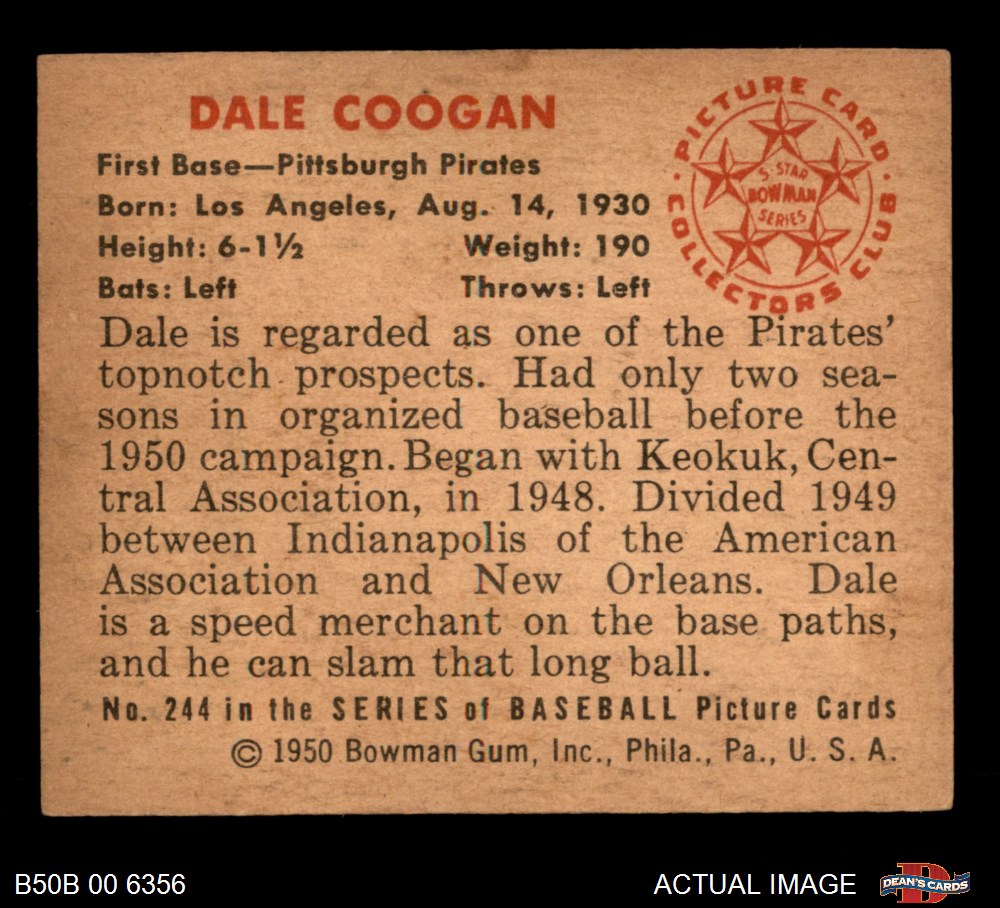 DALE COOGAN
First Base—Pittsburgh Pirates
Born: Los Angeles, Aug. 14, 1930
Height: 6-1½ Weight: 190
Bats: Left Throws: Left
PICTURE CARD
COLLECTORS CLUB
5-STAR
BOWMAN
SERIES
Dale is regarded as one of the Pirates'
topnotch prospects. Had only two sea-
sons in organized baseball before the
1950 campaign. Began with Keokuk, Cen-
tral Association, in 1948. Divided 1949
between Indianapolis of the American
Association and New Orleans. Dale
is a speed merchant on the base paths,
and he can slam that long ball.
No. 244 in the SERIES of BASEBALL Picture Cards
© 1950 Bowman Gum, Inc., Phila., Pa., U. S. A.
B50B 00 6356
ACTUAL IMAGE
D
DEAN'S CARDS